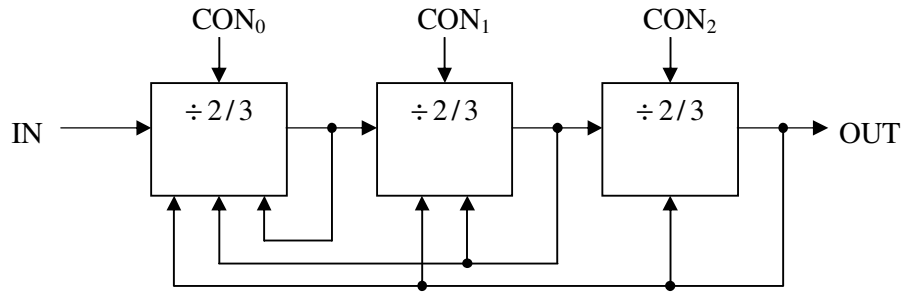 CON₀ CON₁ CON₂
÷2/3 ÷2/3 ÷2/3
IN OUT